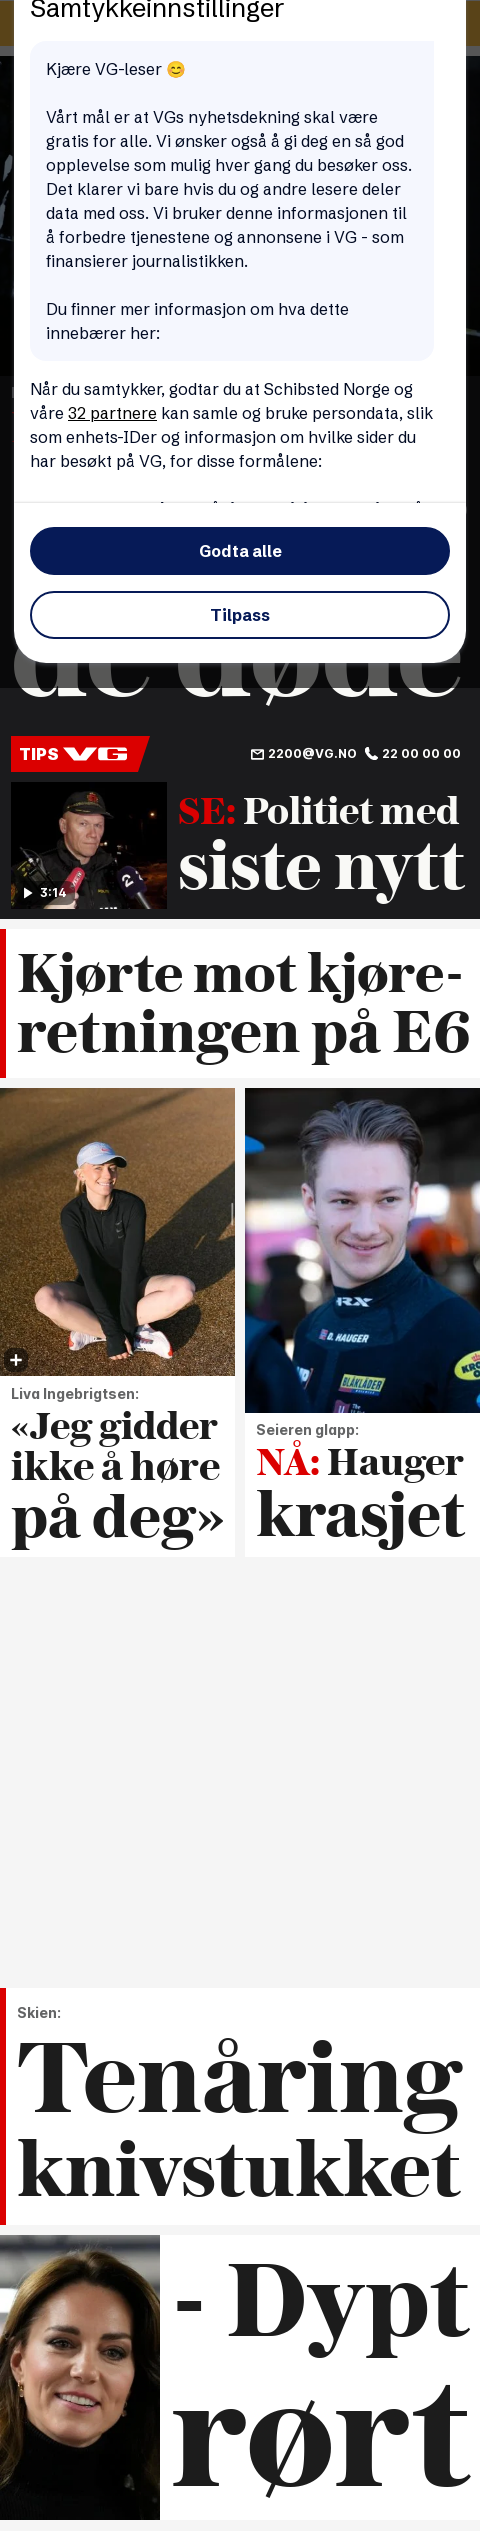 Samtykkeinnstillinger
Kjære VG-leser 😊
Vårt mål er at VGs nyhetsdekning skal være
gratis for alle. Vi ønsker også å gi deg en så god
opplevelse som mulig hver gang du besøker oss.
Det klarer vi bare hvis du og andre lesere deler
data med oss. Vi bruker denne informasjonen til
å forbedre tjenestene og annonsene i VG - som
finansierer journalistikken.
Du finner mer informasjon om hva dette
innebærer her:
Når du samtykker, godtar du at Schibsted Norge og
våre 32 partnere kan samle og bruke persondata, slik
som enhets-IDer og informasjon om hvilke sider du
har besøkt på VG, for disse formålene:
Godta alle
Tilpass
de døde
TIPS VG 2200@VG.NO 22 00 00 00
3:14
SE: Politiet med
siste nytt
Kjørte mot kjøre-
retningen på E6
Liva Ingebrigtsen:
«Jeg gidder
ikke å høre
på deg»
D. HAUGER
BLÅKLÄDER
Seieren glapp:
NÅ: Hauger
krasjet
Skien:
Tenåring
knivstukket
- Dypt
rørt